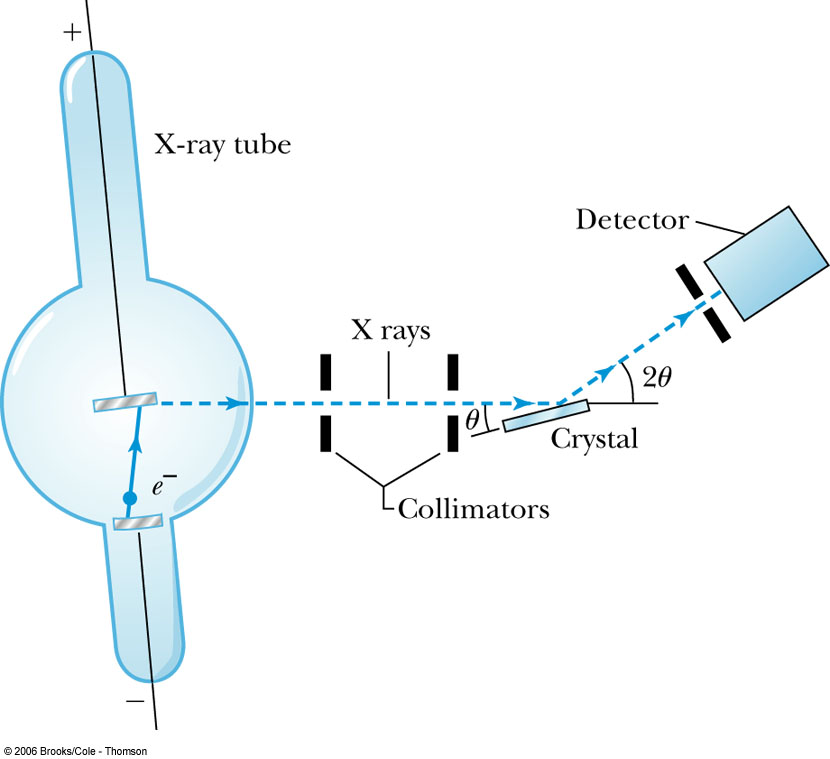 +
X-ray tube
Detector
X rays
2θ
θ
Crystal
e−
Collimators
−
© 2006 Brooks/Cole - Thomson